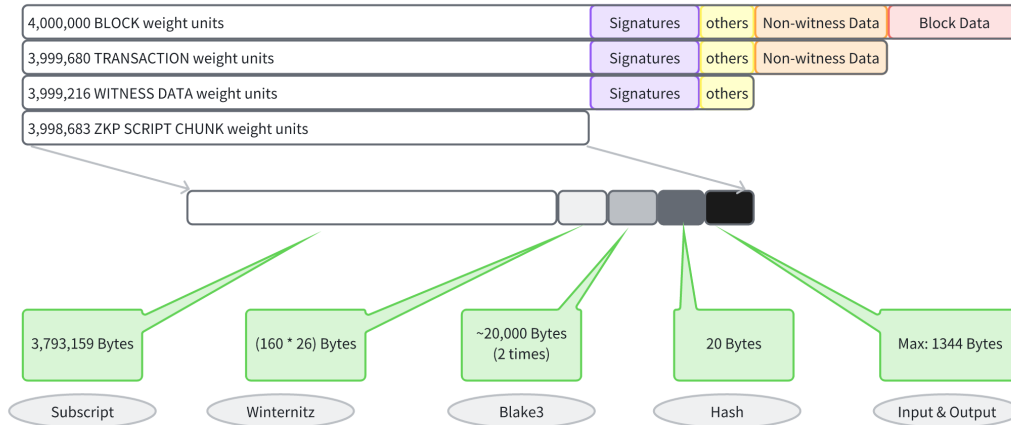 4,000,000 BLOCK weight units Signatures others Non-witness Data Block Data
3,999,680 TRANSACTION weight units Signatures others Non-witness Data
3,999,216 WITNESS DATA weight units Signatures others
3,998,683 ZKP SCRIPT CHUNK weight units
3,793,159 Bytes
(160 * 26) Bytes
~20,000 Bytes
(2 times)
20 Bytes
Max: 1344 Bytes
Subscript
Winternitz
Blake3
Hash
Input & Output